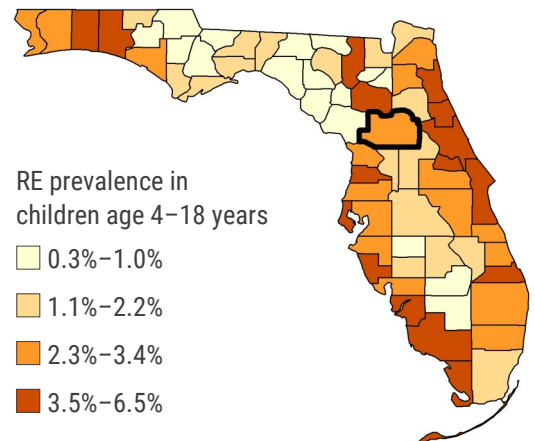 RE prevalence in
children age 4–18 years
0.3%–1.0%
1.1%–2.2%
2.3%–3.4%
3.5%–6.5%